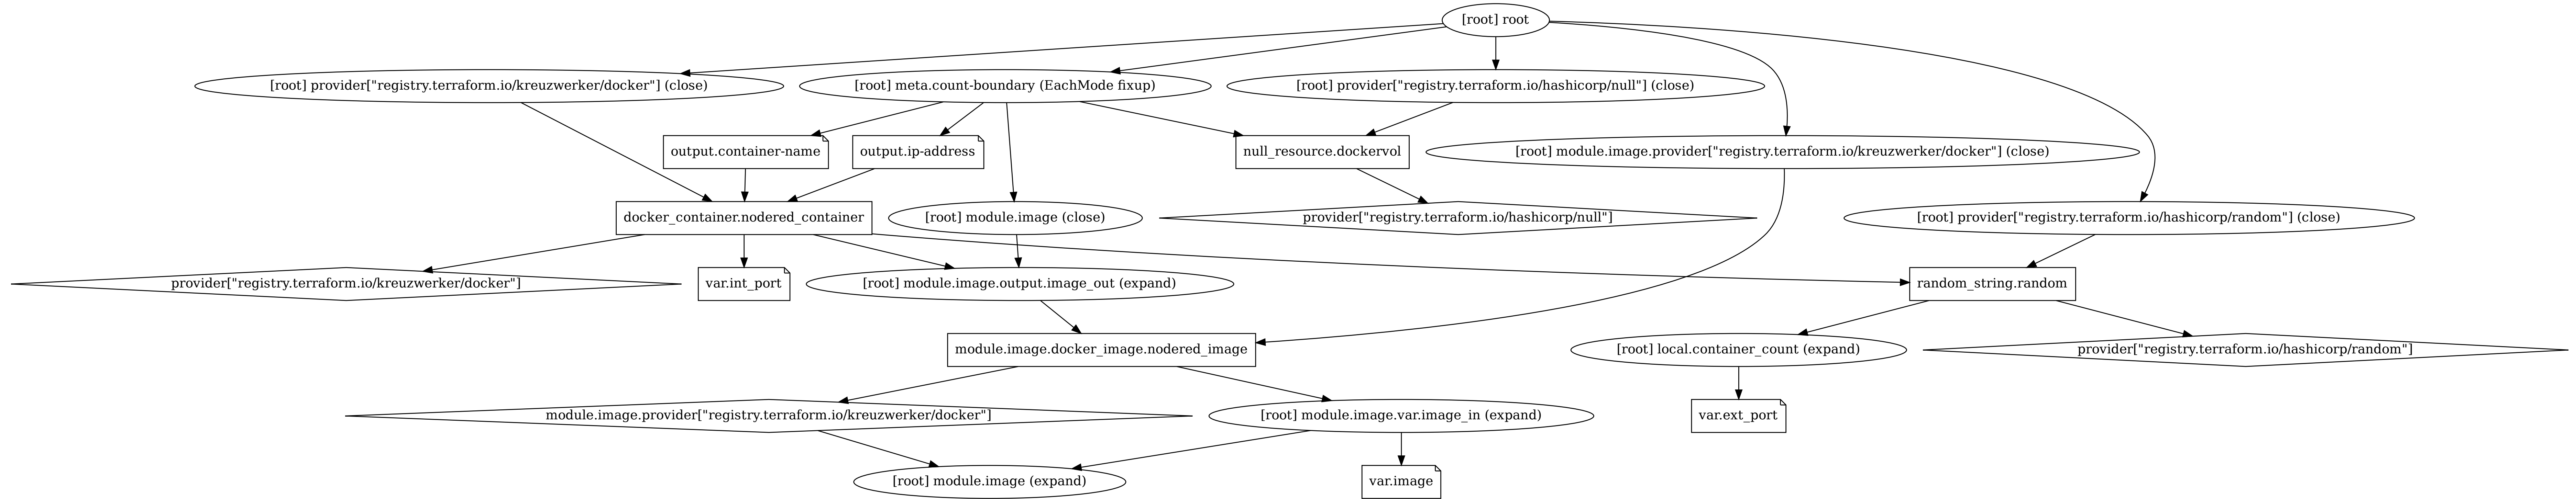 [root] root
[root] provider["registry.terraform.io/kreuzwerker/docker"] (close)
[root] meta.count-boundary (EachMode fixup)
[root] provider["registry.terraform.io/hashicorp/null"] (close)
output.container-name
output.ip-address
null_resource.dockervol
[root] module.image.provider["registry.terraform.io/kreuzwerker/docker"] (close)
docker_container.nodered_container
[root] module.image (close)
provider["registry.terraform.io/hashicorp/null"]
[root] provider["registry.terraform.io/hashicorp/random"] (close)
provider["registry.terraform.io/kreuzwerker/docker"]
var.int_port
[root] module.image.output.image_out (expand)
random_string.random
module.image.docker_image.nodered_image
[root] local.container_count (expand)
provider["registry.terraform.io/hashicorp/random"]
module.image.provider["registry.terraform.io/kreuzwerker/docker"]
[root] module.image.var.image_in (expand)
var.ext_port
[root] module.image (expand)
var.image